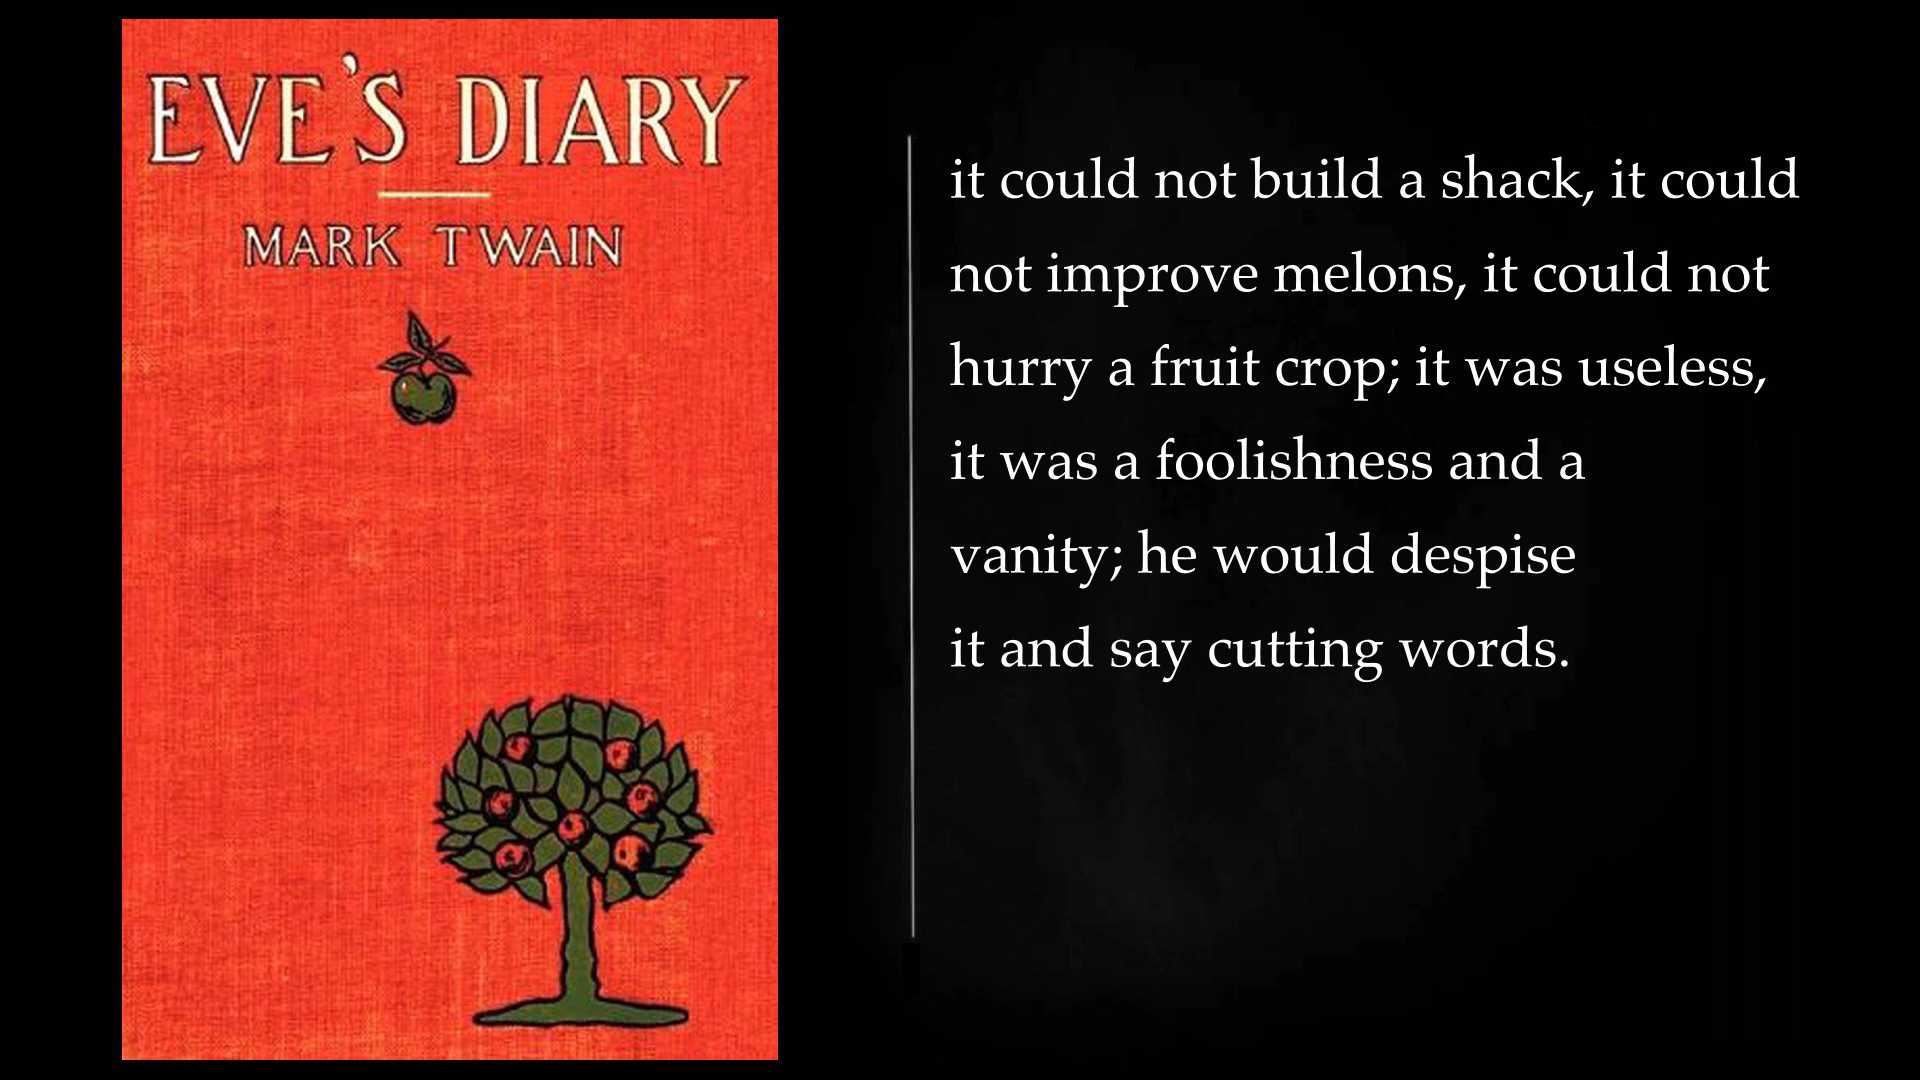 EVE'S DIARY
MARK TWAIN
it could not build a shack, it could
not improve melons, it could not
hurry a fruit crop; it was useless,
it was a foolishness and a
vanity; he would despise
it and say cutting words.